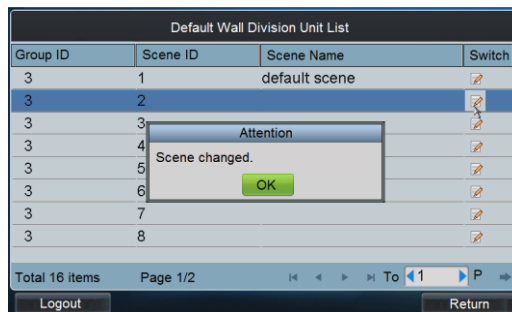 Default Wall Division Unit List
Group ID Scene ID Scene Name Switch
3 1 default scene
3 2
3 3
Attention
3 4
Scene changed.
3 5
OK
3 6
3 7
3 8
Total 16 items Page 1/2 To 1 P
Logout Return